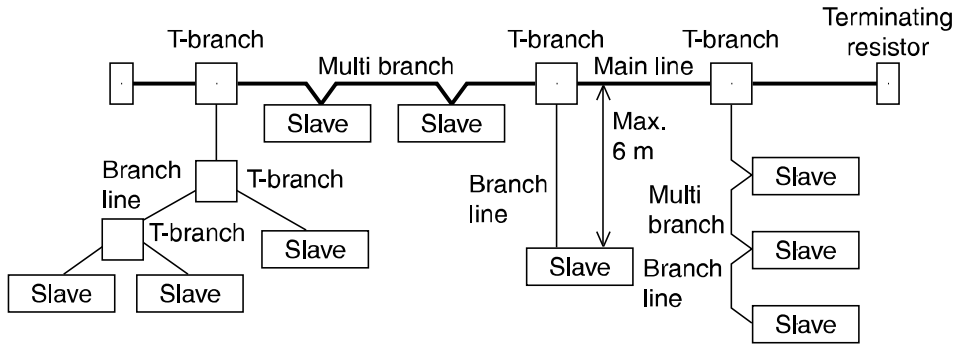 Terminating
resistor
T-branch
T-branch
T-branch
Multi branch
Main line
Slave
Slave
Max.
6 m
Branch
line
T-branch
T-branch
Slave
Slave
Slave
Branch
line
Slave
Slave
Multi
branch
Slave
Branch
line
Slave